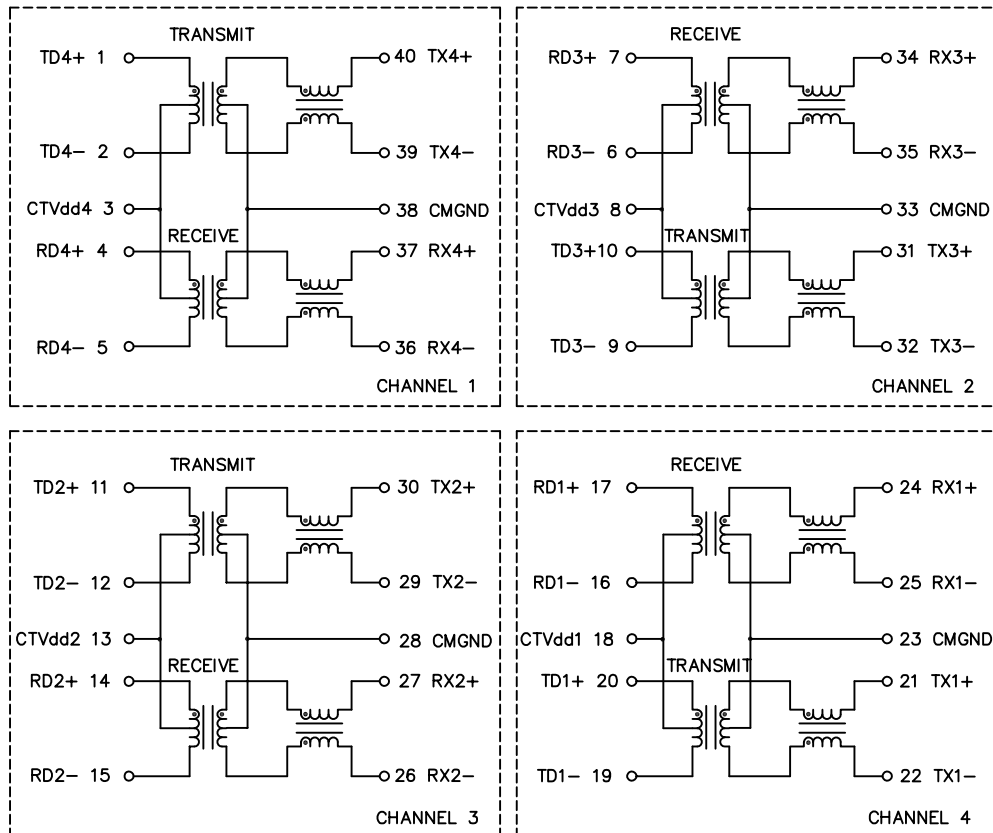 TRANSMIT
TD4+ 1
40 TX4+
TD4− 2
39 TX4−
CTVdd4 3
38 CMGND
RECEIVE
RD4+ 4
37 RX4+
RD4− 5
36 RX4−
CHANNEL 1
RECEIVE
RD3+ 7
34 RX3+
RD3− 6
35 RX3−
CTVdd3 8
33 CMGND
TRANSMIT
TD3+10
31 TX3+
TD3− 9
32 TX3−
CHANNEL 2
TRANSMIT
TD2+ 11
30 TX2+
TD2− 12
29 TX2−
CTVdd2 13
28 CMGND
RECEIVE
RD2+ 14
27 RX2+
RD2− 15
26 RX2−
CHANNEL 3
RECEIVE
RD1+ 17
24 RX1+
RD1− 16
25 RX1−
CTVdd1 18
23 CMGND
TRANSMIT
TD1+ 20
21 TX1+
TD1− 19
22 TX1−
CHANNEL 4